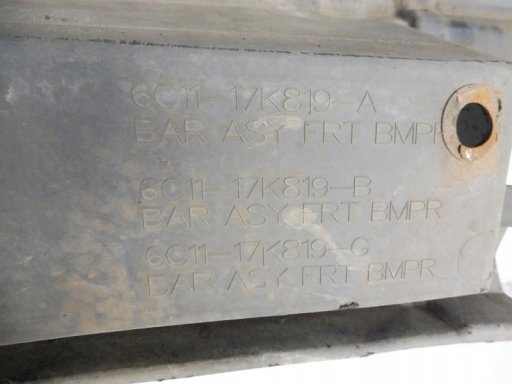 6C11-17K819-A
BAR ASY FRT BMPR
6C11-17K819-B
BAR ASY FRT BMPR
6C11-17K819-G
BAR ASY FRT BMPR